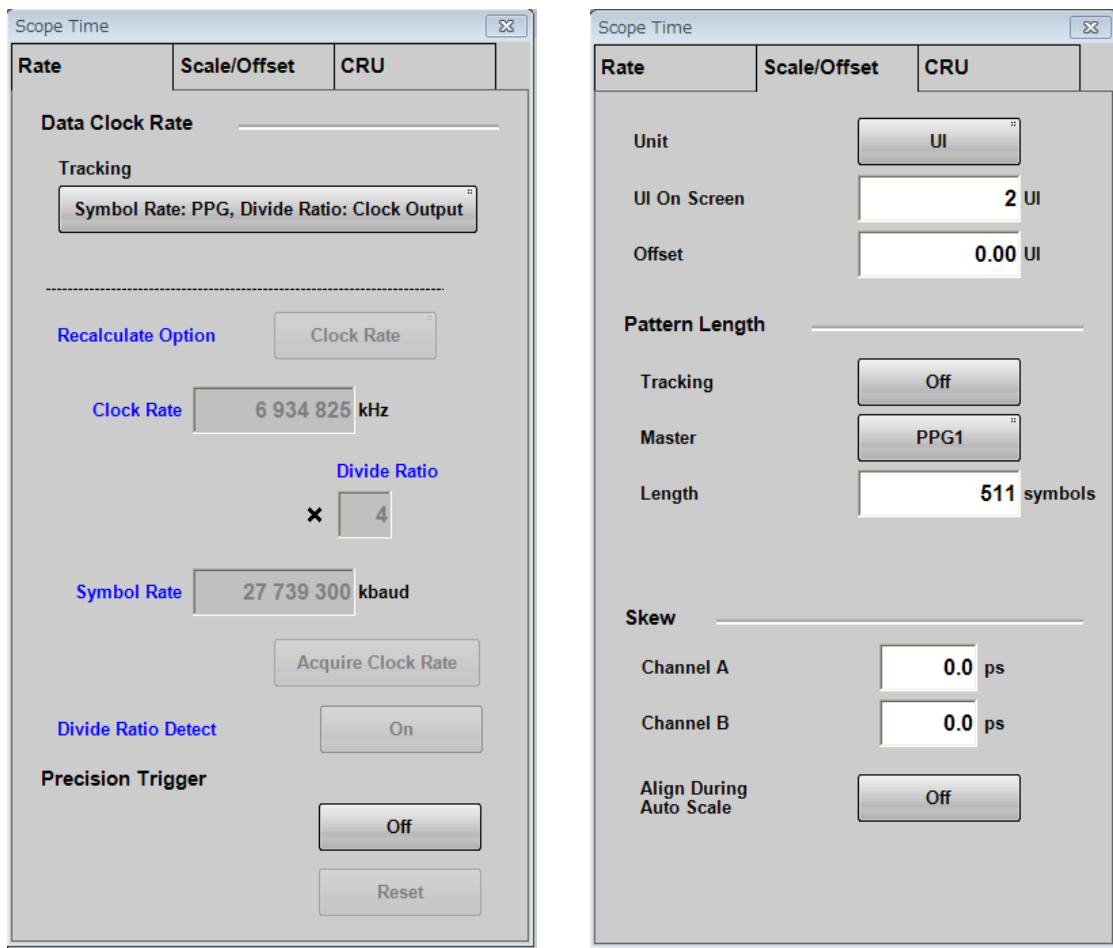 Scope Time
Rate Scale/Offset CRU
Data Clock Rate
Tracking
Symbol Rate: PPG, Divide Ratio: Clock Output
Recalculate Option Clock Rate
Clock Rate 6 934 825 kHz
Divide Ratio
× 4
Symbol Rate 27 739 300 kbaud
Acquire Clock Rate
Divide Ratio Detect On
Precision Trigger
Off
Reset
Scope Time
Rate Scale/Offset CRU
Unit UI
UI On Screen 2 UI
Offset 0.00 UI
Pattern Length
Tracking Off
Master PPG1
Length 511 symbols
Skew
Channel A 0.0 ps
Channel B 0.0 ps
Align During
Auto Scale Off